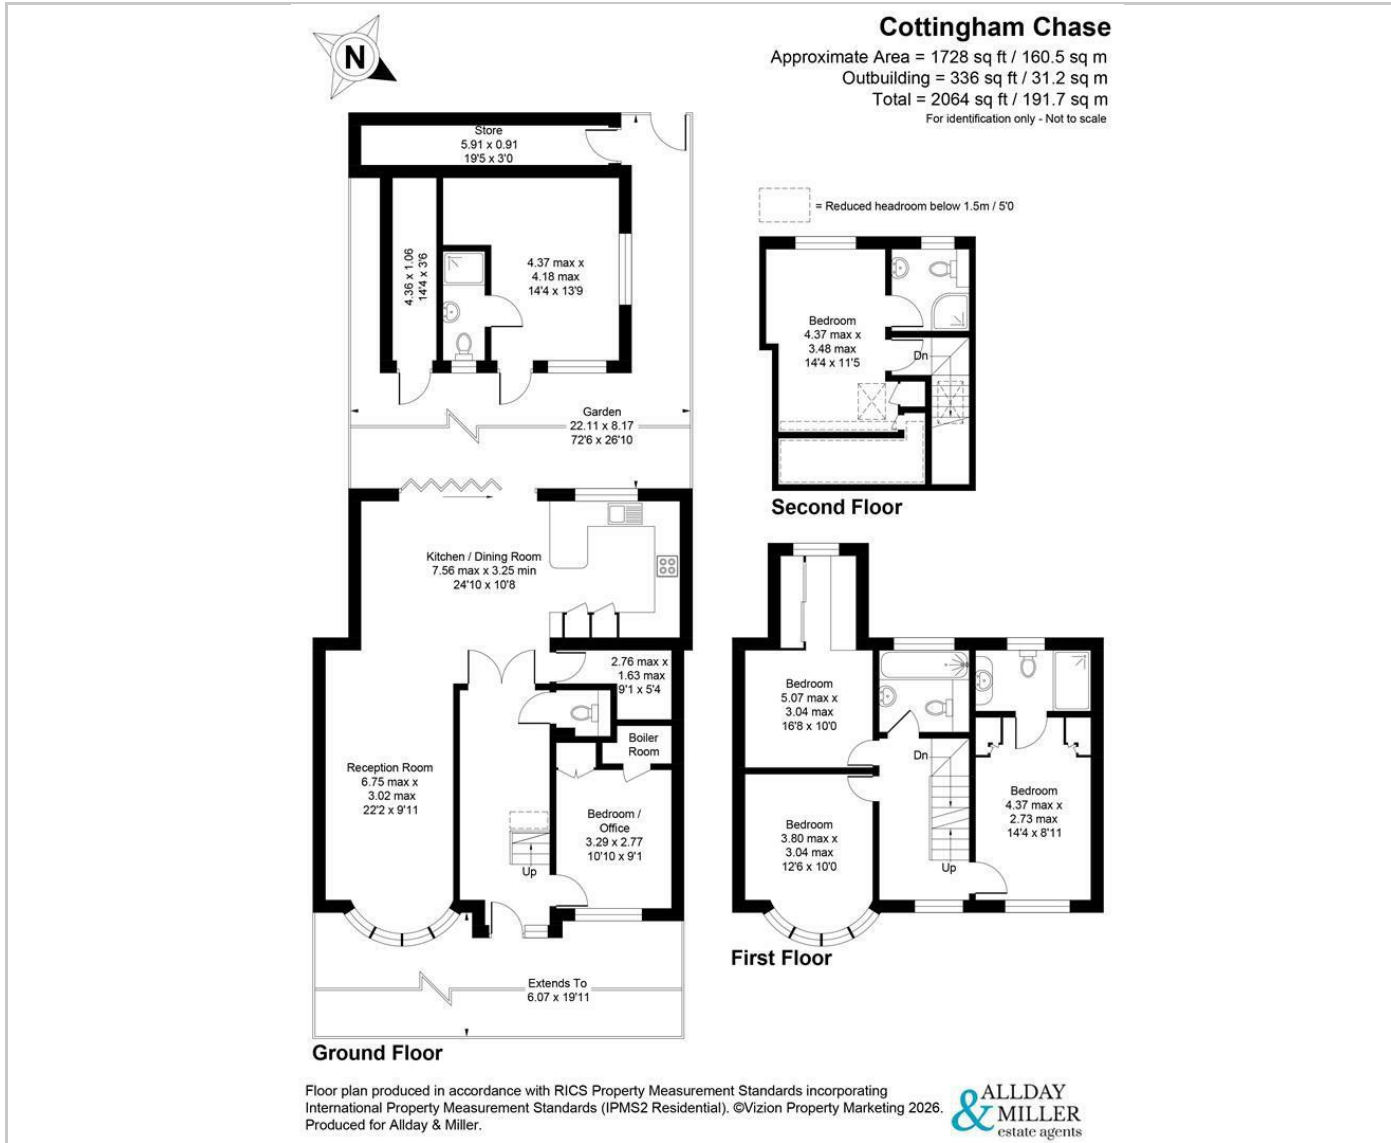 Cottingham Chase
Approximate Area = 1728 sq ft / 160.5 sq m
Outbuilding = 336 sq ft / 31.2 sq m
Total = 2064 sq ft / 191.7 sq m
For identification only - Not to scale
N
Store
5.91 x 0.91
19'5 x 3'0
4.36 x 1.06
14'4 x 3'6
4.37 max x
4.18 max
14'4 x 13'9
Garden
22.11 x 8.17
72'6 x 26'10
Kitchen / Dining Room
7.56 max x 3.25 min
24'10 x 10'8
2.76 max x
1.63 max
9'1 x 5'4
Boiler
Room
Reception Room
6.75 max x
3.02 max
22'2 x 9'11
Bedroom /
Office
3.29 x 2.77
10'10 x 9'1
Up
Extends To
6.07 x 19'11
Ground Floor
= Reduced headroom below 1.5m / 5'0
Bedroom
4.37 max x
3.48 max
14'4 x 11'5
Dn
Second Floor
Bedroom
5.07 max x
3.04 max
16'8 x 10'0
Dn
Bedroom
4.37 max x
2.73 max
14'4 x 8'11
Bedroom
3.80 max x
3.04 max
12'6 x 10'0
Up
First Floor
Floor plan produced in accordance with RICS Property Measurement Standards incorporating
International Property Measurement Standards (IPMS2 Residential). ©Vizion Property Marketing 2026.
Produced for Allday & Miller.
ALLDAY
& MILLER
estate agents